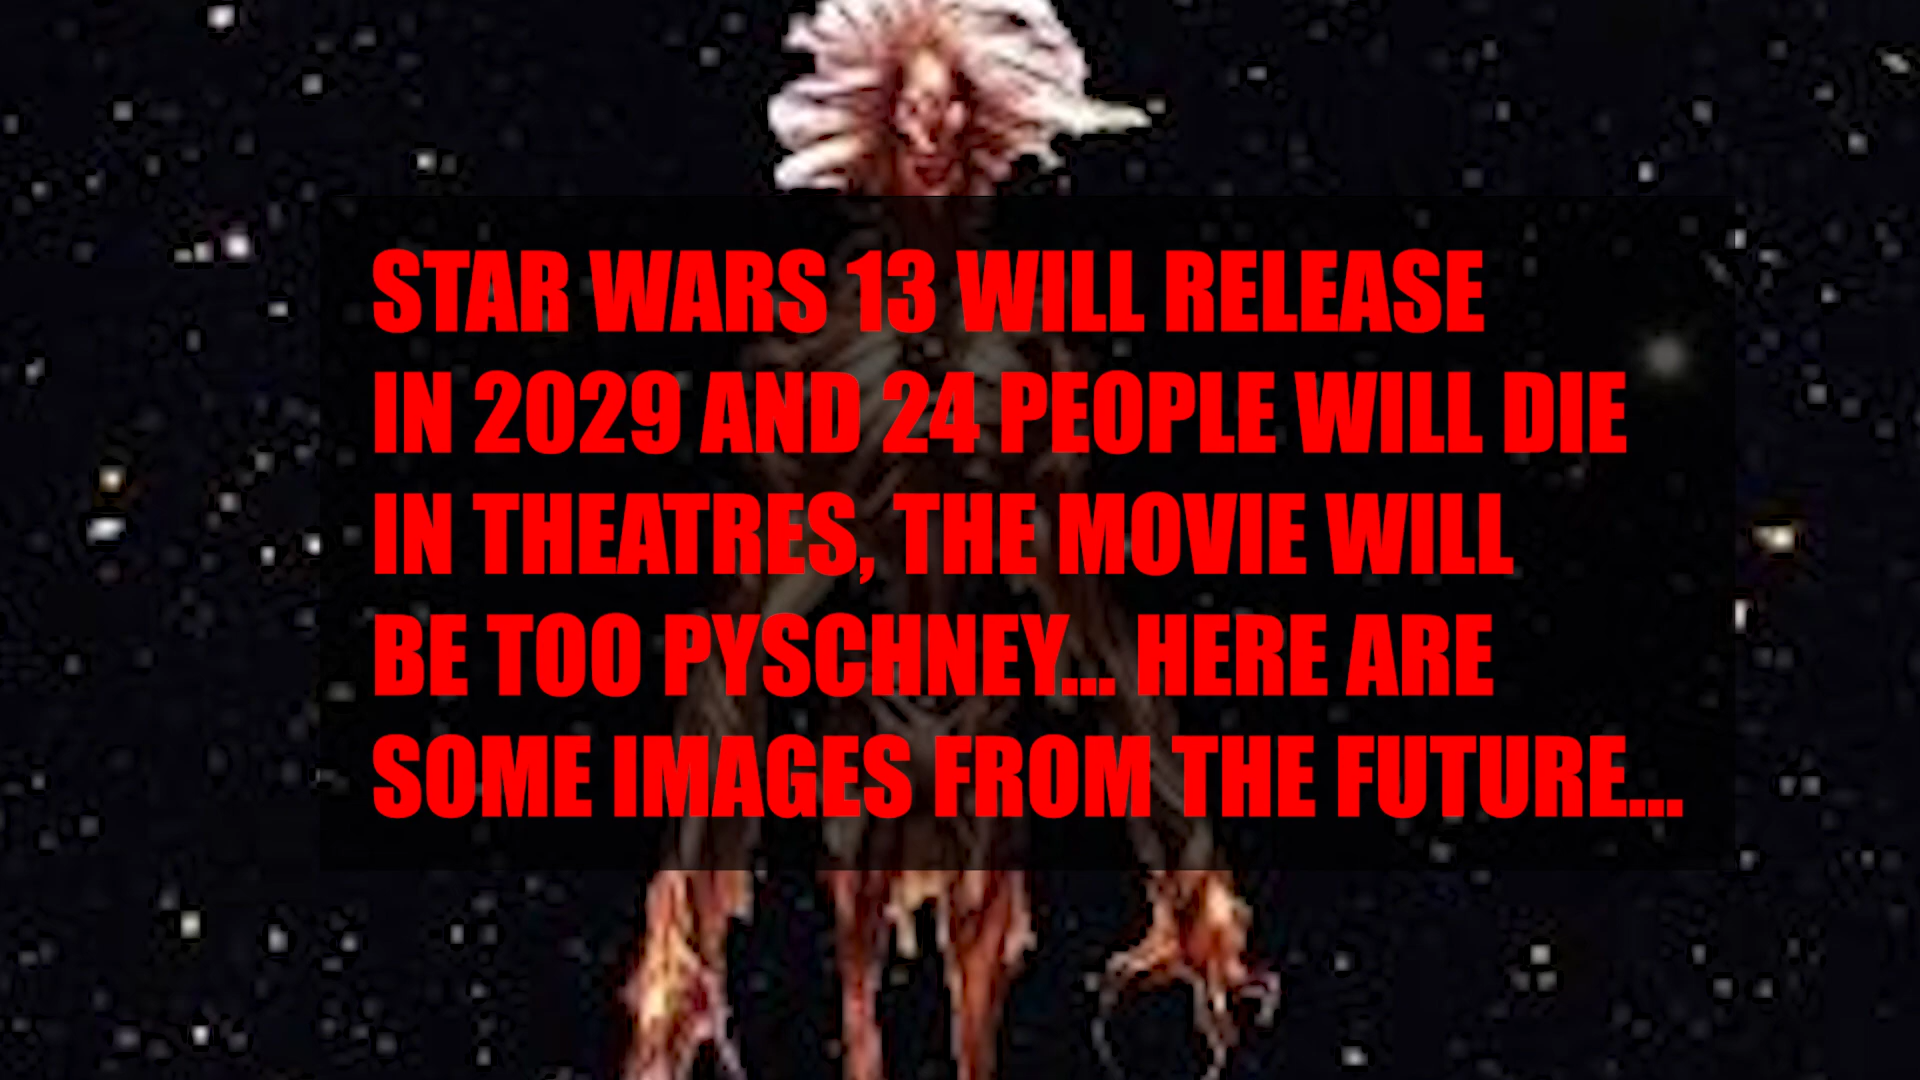 STAR WARS 13 WILL RELEASE
IN 2029 AND 24 PEOPLE WILL DIE
IN THEATRES, THE MOVIE WILL
BE TOO PYSCHNEY... HERE ARE
SOME IMAGES FROM THE FUTURE...